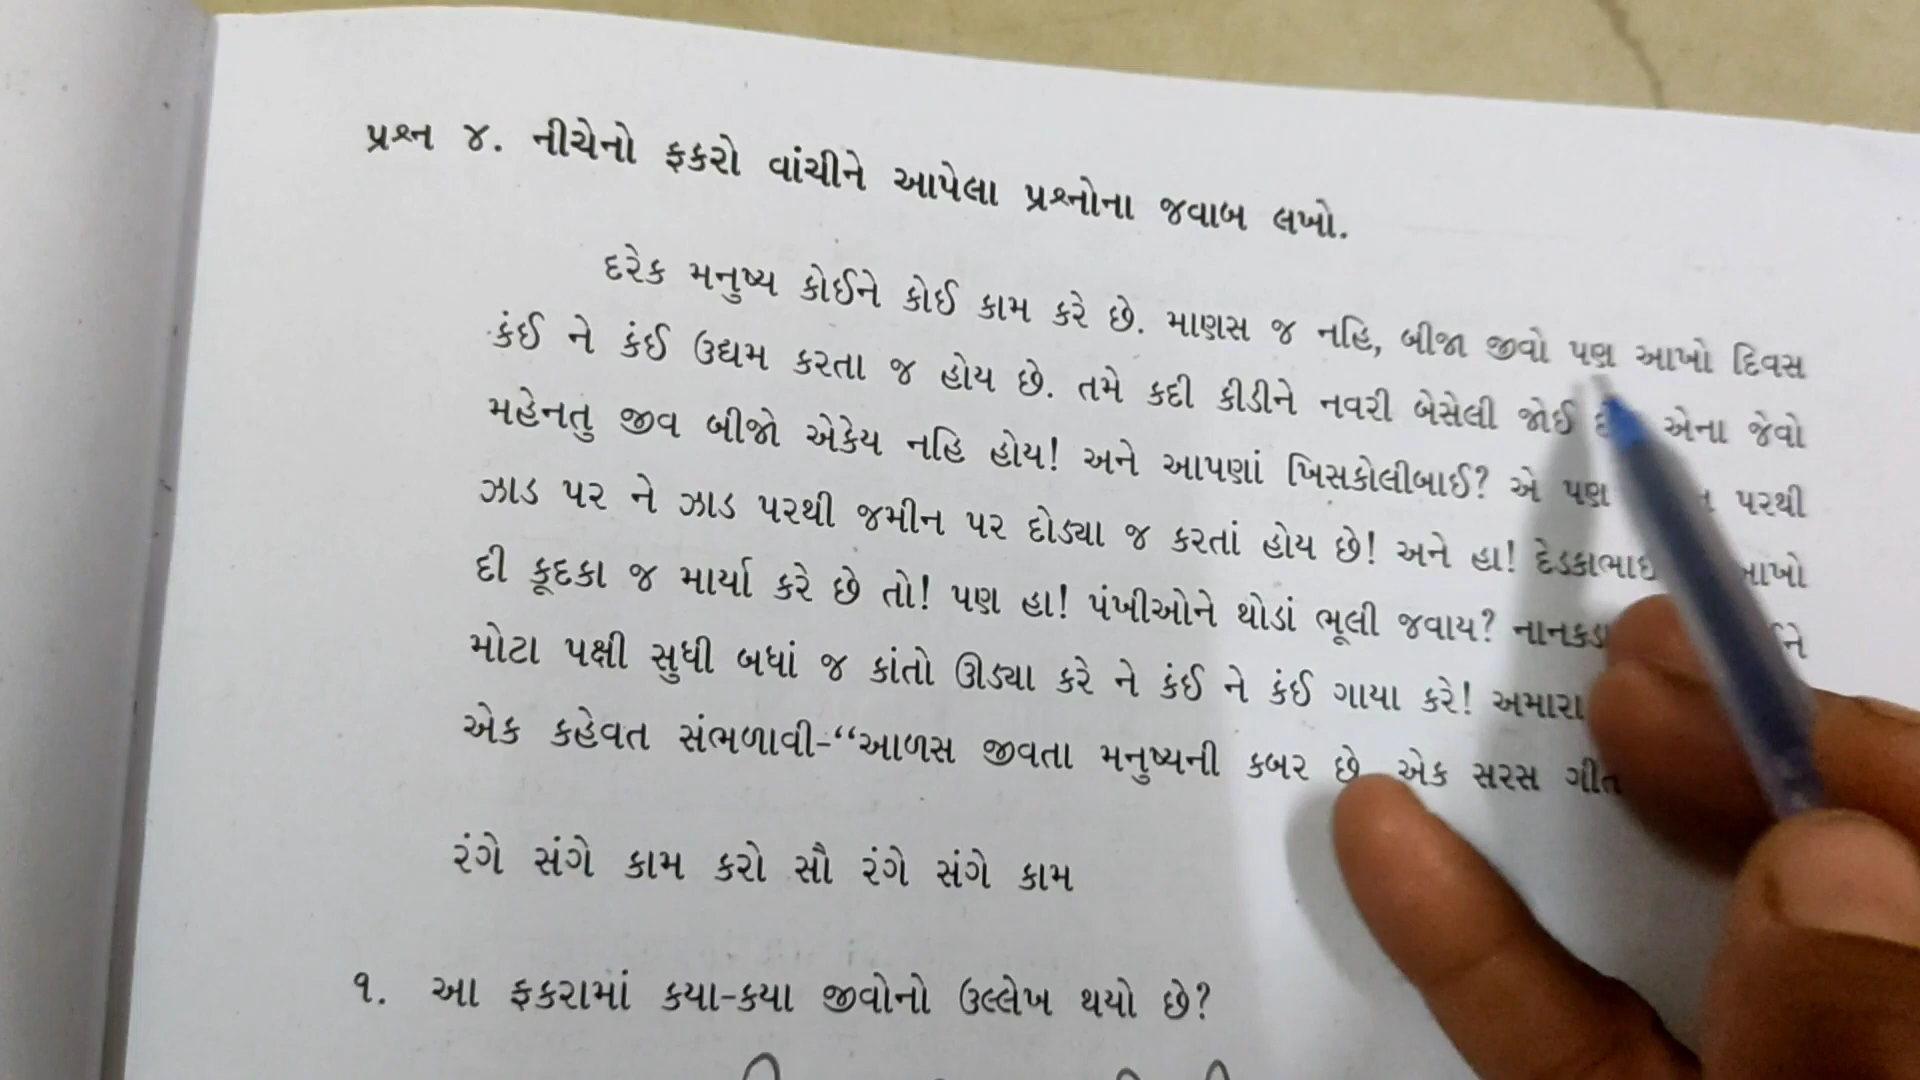 પ્રશ્ન ૪. નીચેનો ફકરો વાંચીને આપેલા પ્રશ્નોના જવાબ લખો.
દરેક મનુષ્ય કોઈને કોઈ કામ કરે છે. માણસ જ નહિ, બીજા જીવો પણ આખો દિવસ
કંઈ ને કંઈ ઉદ્યમ કરતા જ હોય છે. તમે કદી કીડીને નવરી બેસેલી જોઈ એના જેવો
મહેનતુ જીવ બીજો એકેય નહિ હોય! અને આપણાં ખિસકોલીબાઈ? એ પણ પરથી
ઝાડ પર ને ઝાડ પરથી જમીન પર દોડ્યા જ કરતાં હોય છે! અને હા!
દી કૂદકા જ માર્યા કરે છે તો! પણ હા! પંખીઓને થોડાં ભૂલી જવાય?
મોટા પક્ષી સુધી બધાં જ કાંતો ઊડ્યા કરે ને કંઈ ને કંઈ ગાયા કરે! અમારા
એક કહેવત સંભળાવી-“આળસ જીવતા મનુષ્યની કબર છે. એક સરસ ગીત
રંગે સંગે કામ કરો સૌ રંગે સંગે કામ
૧. આ ફકરામાં કયા-કયા જીવોનો ઉલ્લેખ થયો છે?